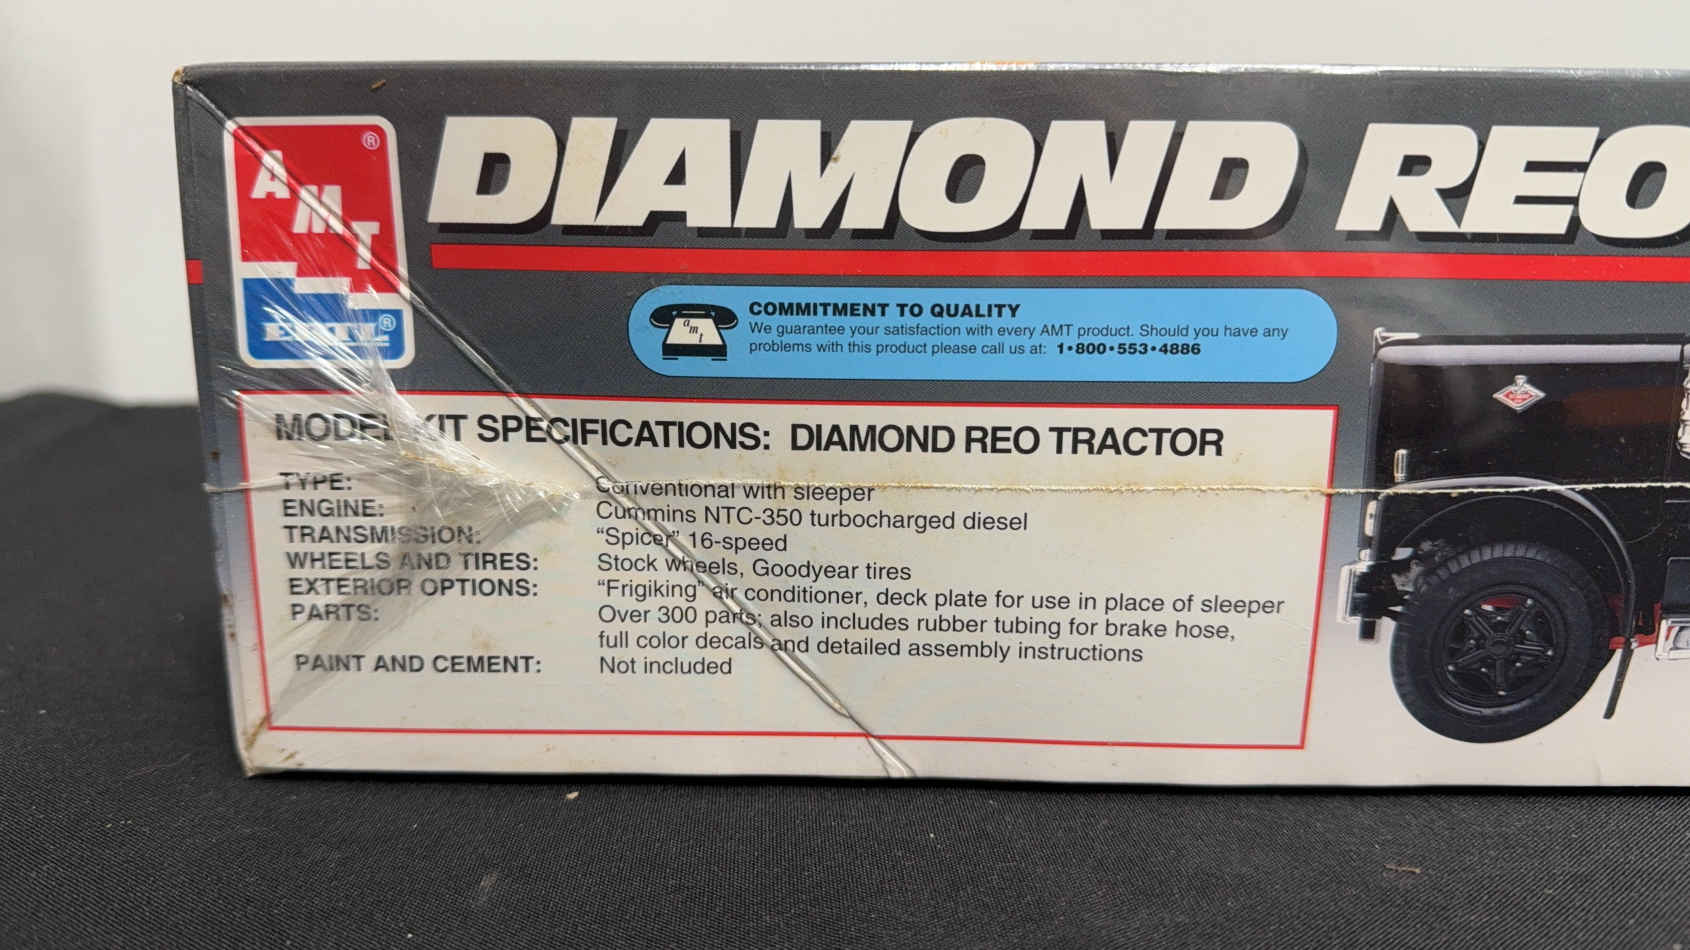 AMT®
ERTL®
DIAMOND REO
COMMITMENT TO QUALITY
amt
We guarantee your satisfaction with every AMT product. Should you have any
problems with this product please call us at: 1•800•553•4886
MODEL KIT SPECIFICATIONS: DIAMOND REO TRACTOR
TYPE: Conventional with sleeper
ENGINE: Cummins NTC-350 turbocharged diesel
TRANSMISSION: “Spicer” 16-speed
WHEELS AND TIRES: Stock wheels, Goodyear tires
EXTERIOR OPTIONS: “Frigiking” air conditioner, deck plate for use in place of sleeper
PARTS: Over 300 parts; also includes rubber tubing for brake hose,
full color decals and detailed assembly instructions
PAINT AND CEMENT: Not included